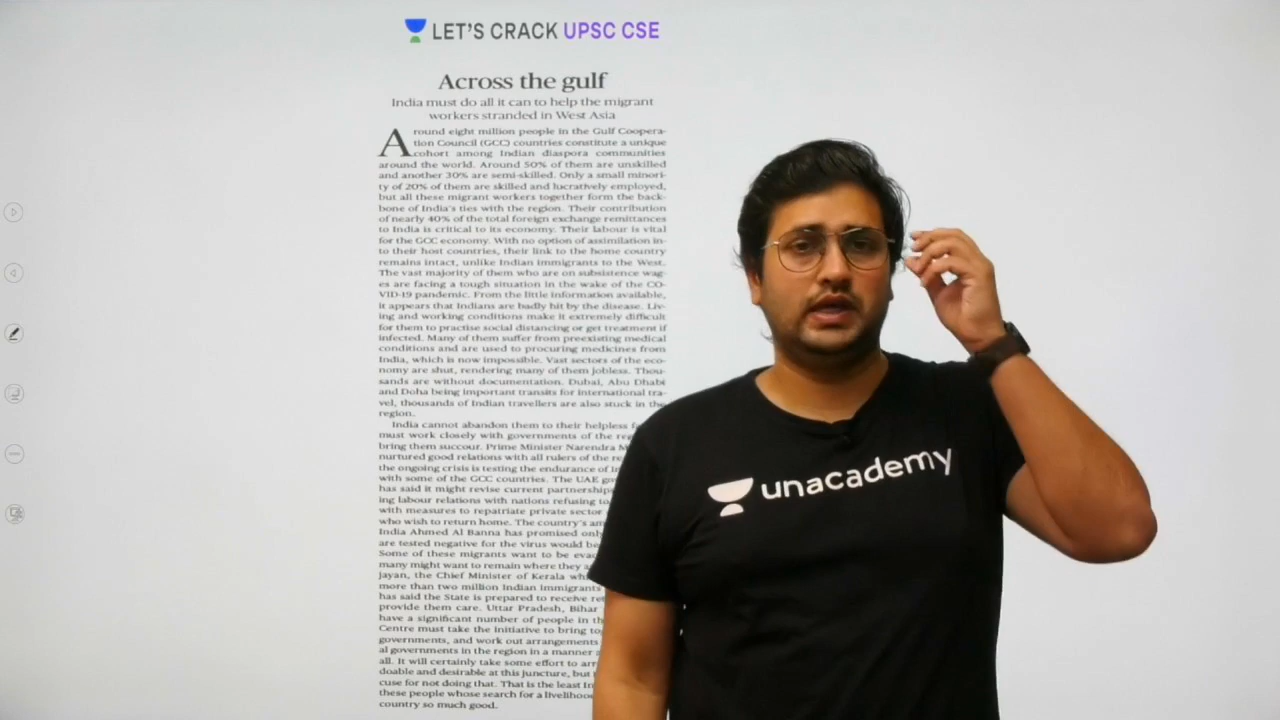 LET'S CRACK UPSC CSE
Across the gulf
India must do all it can to help the migrant
workers stranded in West Asia
Around eight million people in the Gulf Coopera-
tion Council (GCC) countries constitute a unique
cohort among Indian diaspora communities
around the world. Around 50% of them are unskilled
and another 30% are semi-skilled. Only a small minori-
ty of 20% of them are skilled and lucratively employed,
but all these migrant workers together form the back-
bone of India's ties with the region. Their contribution
of nearly 40% of the total foreign exchange remittances
to India is critical to its economy. Their labour is vital
for the GCC economy. With no option of assimilation in-
to their host countries, their link to the home country
remains intact, unlike Indian immigrants to the West.
The vast majority of them who are on subsistence wag-
es are facing a tough situation in the wake of the CO-
VID-19 pandemic. From the little information available,
it appears that Indians are badly hit by the disease. Liv-
ing and working conditions make it extremely difficult
for them to practise social distancing or get treatment if
infected. Many of them suffer from preexisting medical
conditions and are used to procuring medicines from
India, which is now impossible. Vast sectors of the eco-
nomy are shut, rendering many of them jobless. Thou-
sands are without documentation. Dubai, Abu Dhabi
and Doha being important transits for international tra-
vel, thousands of Indian travellers are also stuck in the
region.
India cannot abandon them to their helpless
must work closely with governments of the
bring them succour. Prime Minister Narendra
nurtured good relations with all rulers of the
the ongoing crisis is testing the endurance of
with some of the GCC countries. The UAE
has said it might revise current partnership
ing labour relations with nations refusing to
with measures to repatriate private sector
who wish to return home. The country's
India Ahmed Al Banna has promised only
are tested negative for the virus would be
Some of these migrants want to be
many might want to remain where they
jayan, the Chief Minister of Kerala
more than two million Indian immigrants
has said the State is prepared to receive
provide them care. Uttar Pradesh, Bihar
have a significant number of people in
Centre must take the initiative to bring
governments, and work out arrangements
al governments in the region in a manner
all. It will certainly take some effort to
doable and desirable at this juncture, but
cuse for not doing that. That is the least
these people whose search for a livelihood
country so much good.
unacademy